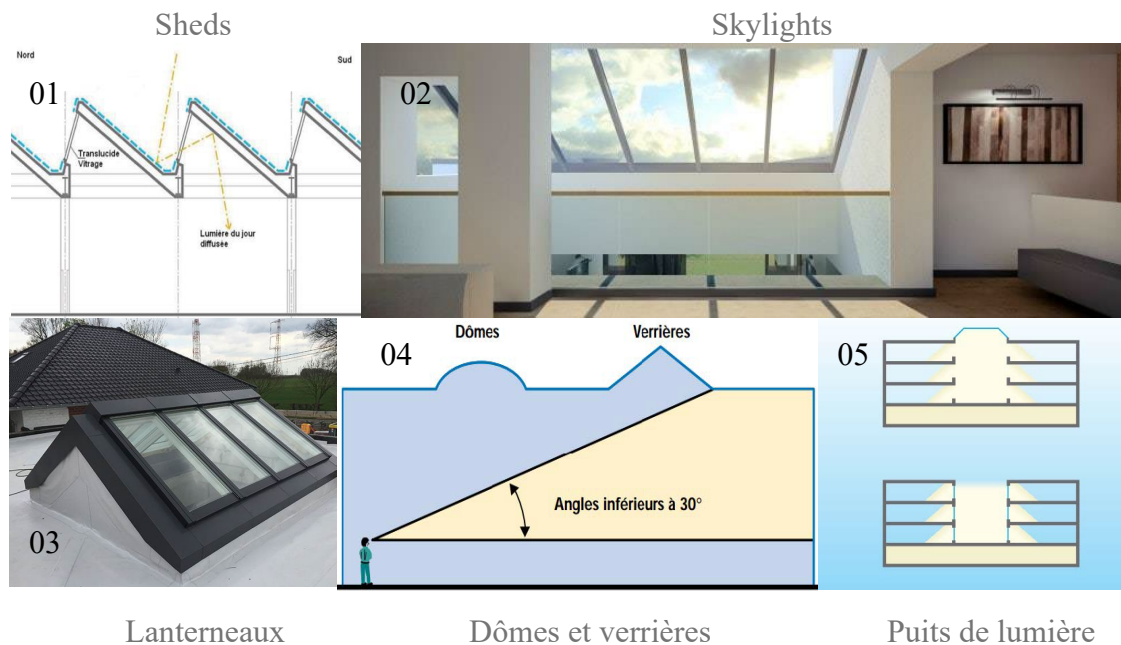 Sheds
Skylights
Nord
Sud
01
02
Translucide
Vitrage
Lumière du jour
diffusée
03
04
Dômes
Verrières
Angles inférieurs à 30°
05
Lanterneaux
Dômes et verrières
Puits de lumière